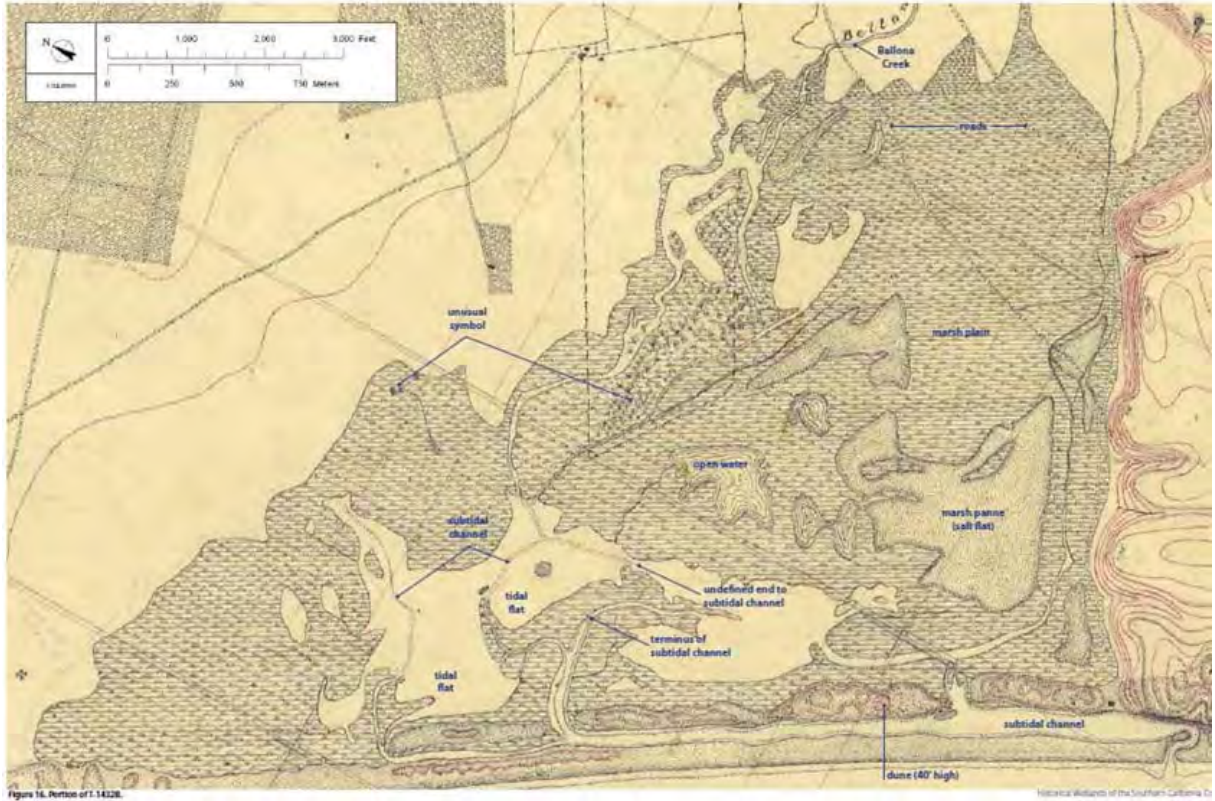 N
0 1,000 2,000 3,000 Feet
0 250 500 750 Meters
Ballona
Creek
roads
unusual
symbol
marsh plain
open water
marsh panne
(salt flat)
subtidal
channel
tidal
flat
undefined end to
subtidal channel
terminus of
subtidal channel
tidal
flat
subtidal channel
dune (40' high)
Figure 16. Portion of T-1432B.
Historical Wetlands of the Southern California